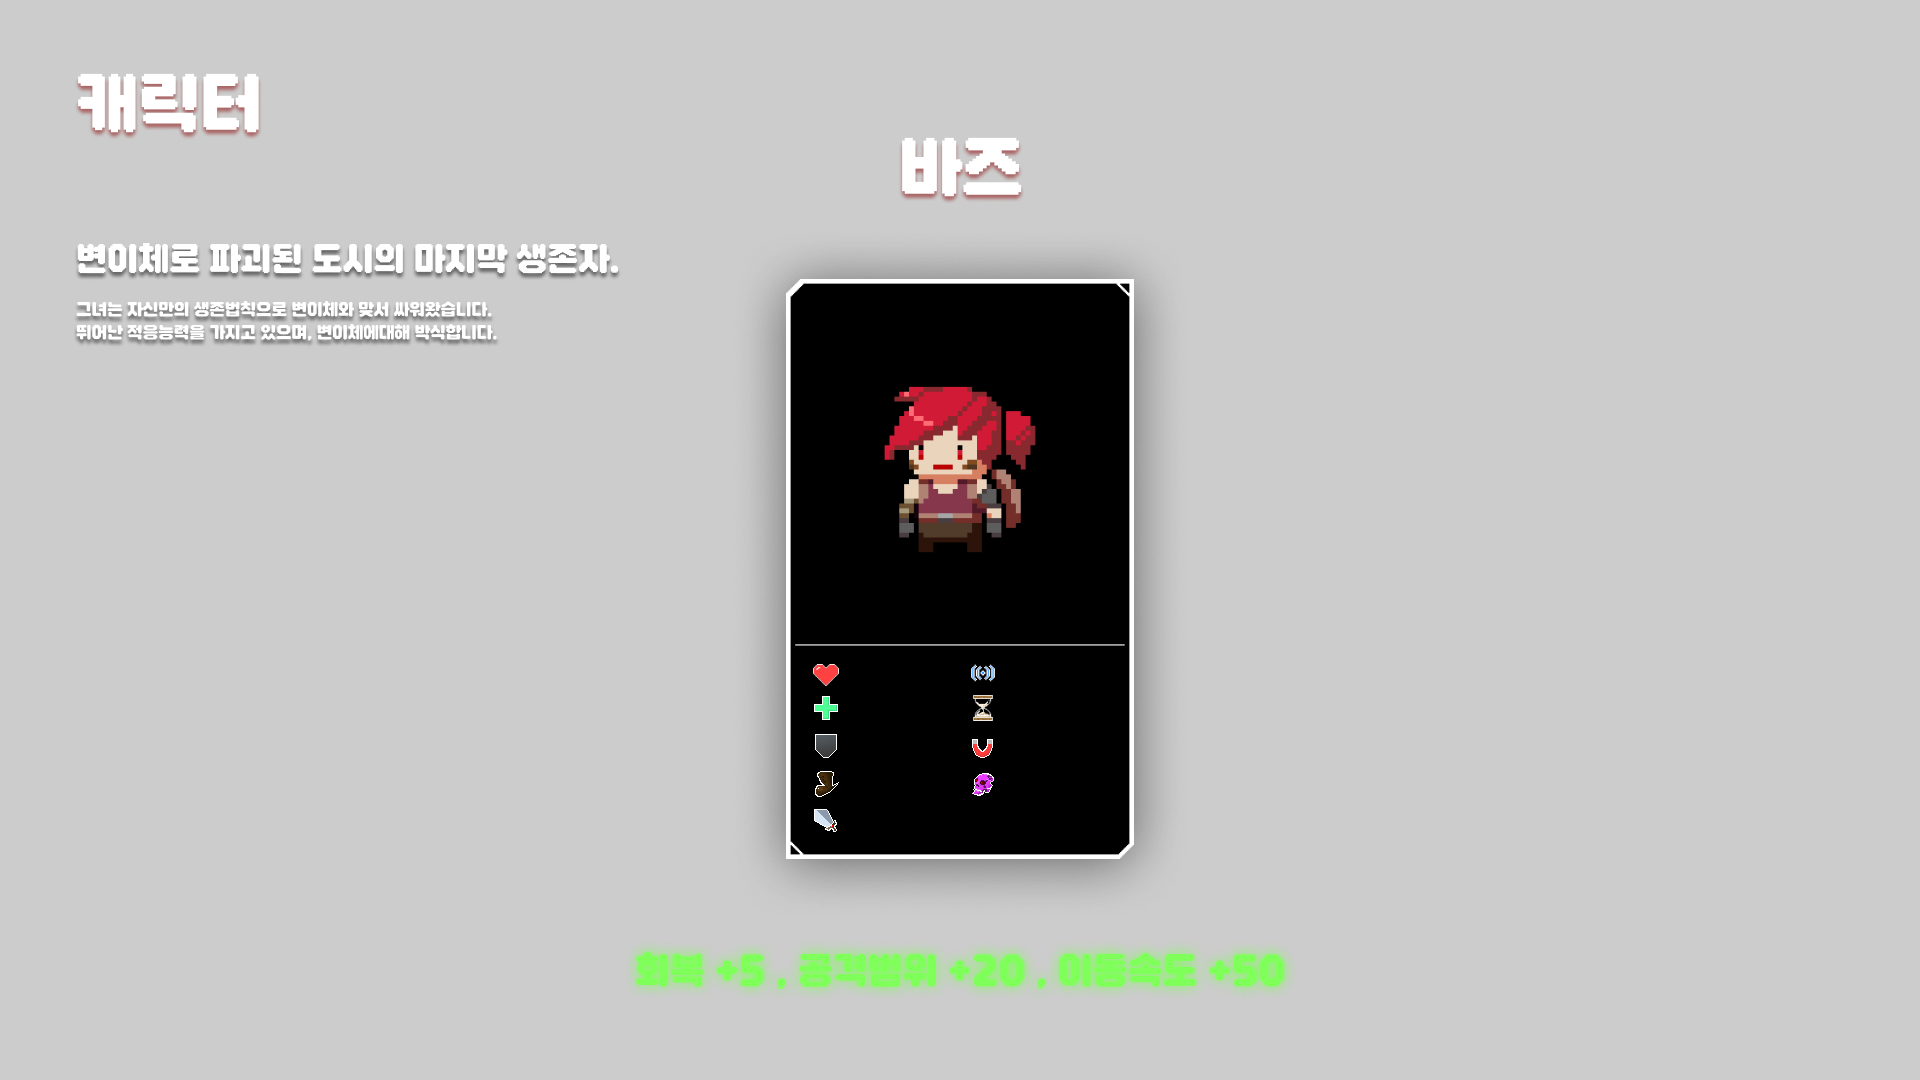 캐릭터
바즈
변이체로 파괴된 도시의 마지막 생존자.
그녀는 자신만의 생존법칙으로 변이체와 맞서 싸워왔습니다.
뛰어난 적응능력을 가지고 있으며, 변이체에대해 박식합니다.
회복 +5 , 공격범위 +20 , 이동속도 +50